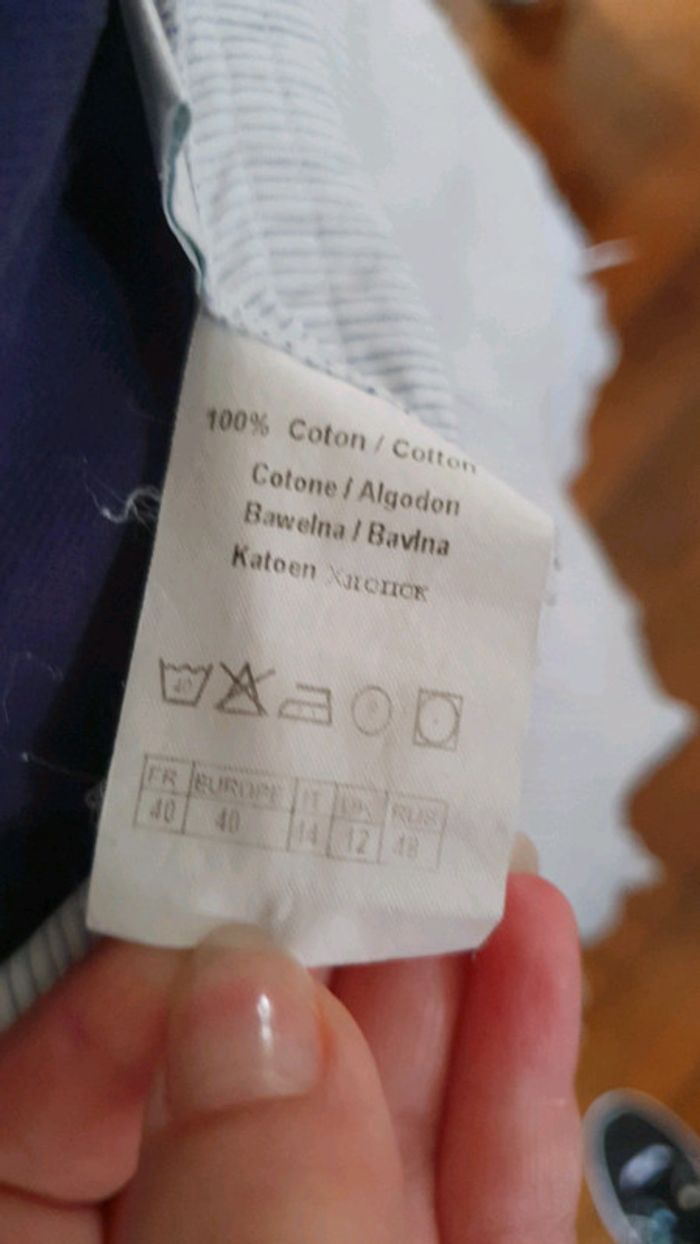 100% Coton / Cotton
Cotone / Algodon
Bawelna / Bavlna
Katoen Хлопок
40
FR EUROPE IT UK RUS
40 40 14 12 48